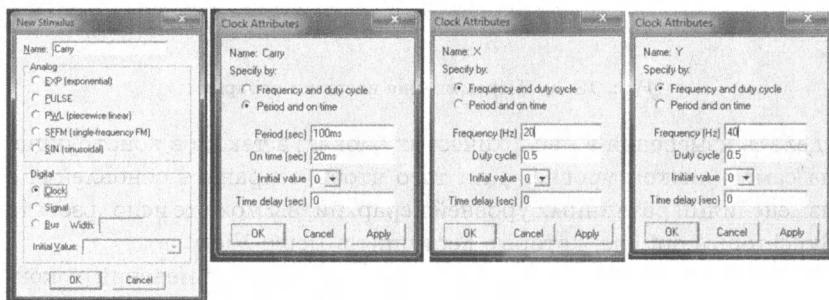 New Stimulus
Name: Carry
Analog
EXP (exponential)
PULSE
PWL (piecewise linear)
SFFM (single-frequency FM)
SIN (sinusoidal)
Digital
Clock
Signal
Bus Width:
Initial Value:
OK Cancel
Clock Attributes
Name: Carry
Specify by:
Frequency and duty cycle
Period and on time
Period (sec) 100ms
On time (sec) 20ms
Initial value 0
Time delay (sec) 0
OK Cancel Apply
Clock Attributes
Name: X
Specify by:
Frequency and duty cycle
Period and on time
Frequency (Hz) 20
Duty cycle 0.5
Initial value 0
Time delay (sec) 0
OK Cancel Apply
Clock Attributes
Name: Y
Specify by:
Frequency and duty cycle
Period and on time
Frequency (Hz) 40
Duty cycle 0.5
Initial value 0
Time delay (sec) 0
OK Cancel Apply